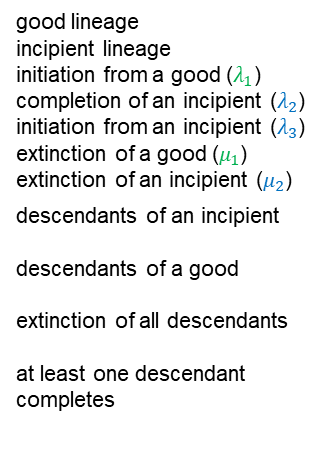 good lineage
incipient lineage
initiation from a good (λ₁)
completion of an incipient (λ₂)
initiation from an incipient (λ₃)
extinction of a good (μ₁)
extinction of an incipient (μ₂)
descendants of an incipient
descendants of a good
extinction of all descendants
at least one descendant
completes